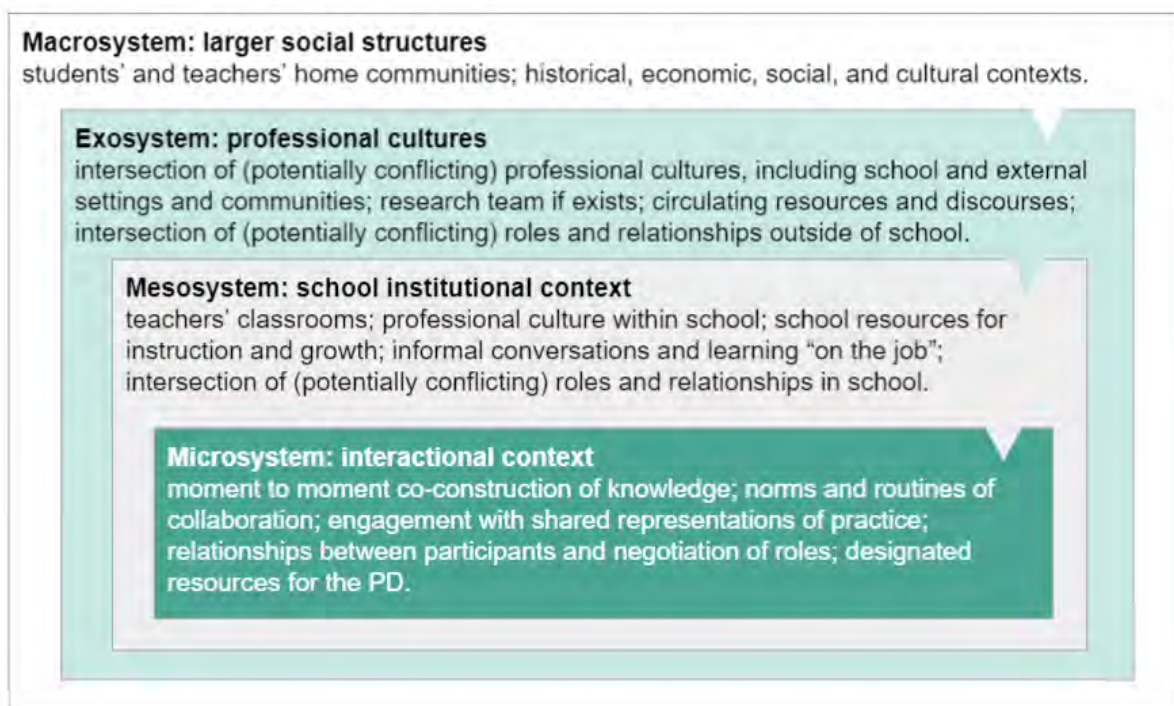 Macrosystem: larger social structures
students’ and teachers’ home communities; historical, economic, social, and cultural contexts.
Exosystem: professional cultures
intersection of (potentially conflicting) professional cultures, including school and external
settings and communities; research team if exists; circulating resources and discourses;
intersection of (potentially conflicting) roles and relationships outside of school.
Mesosystem: school institutional context
teachers’ classrooms; professional culture within school; school resources for
instruction and growth; informal conversations and learning “on the job”;
intersection of (potentially conflicting) roles and relationships in school.
Microsystem: interactional context
moment to moment co-construction of knowledge; norms and routines of
collaboration; engagement with shared representations of practice;
relationships between participants and negotiation of roles; designated
resources for the PD.